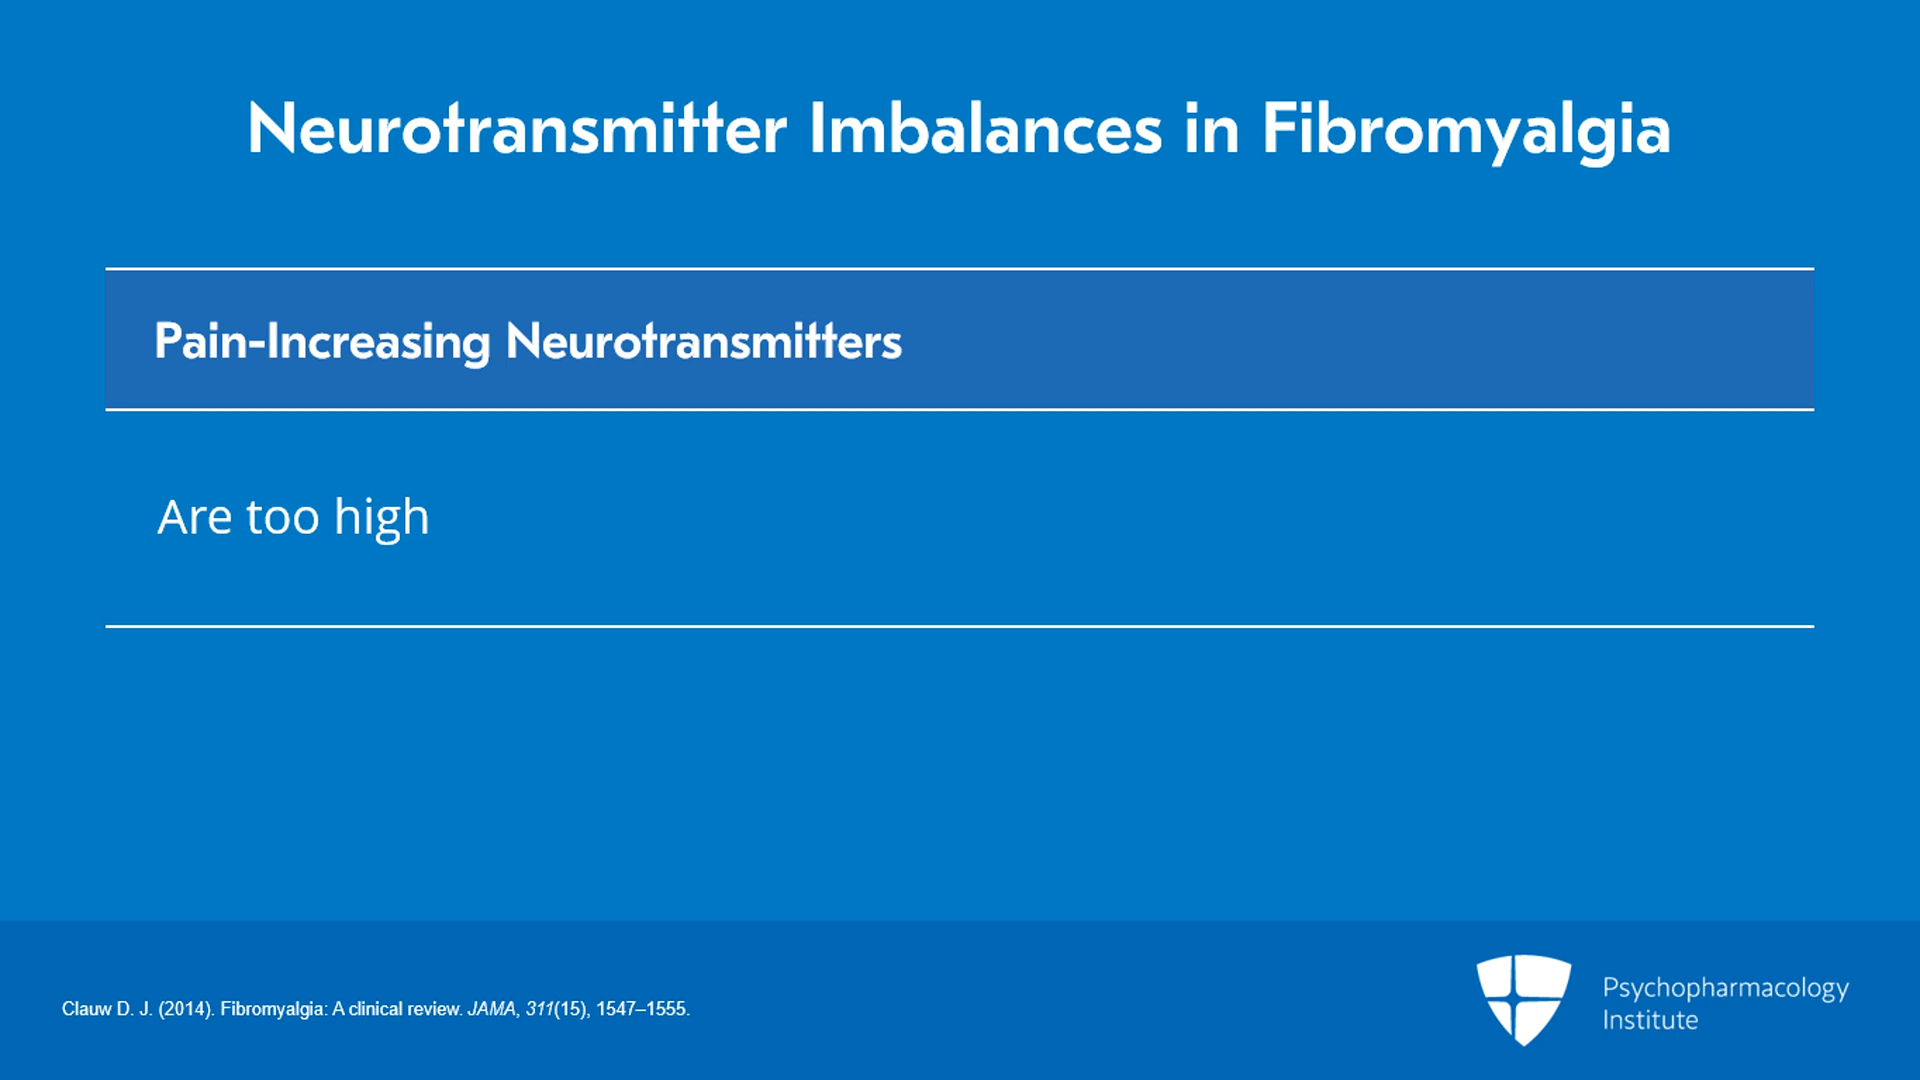 Neurotransmitter Imbalances in Fibromyalgia
Pain-Increasing Neurotransmitters
Are too high
Clauw D. J. (2014). Fibromyalgia: A clinical review. JAMA, 311(15), 1547–1555.
Psychopharmacology
Institute